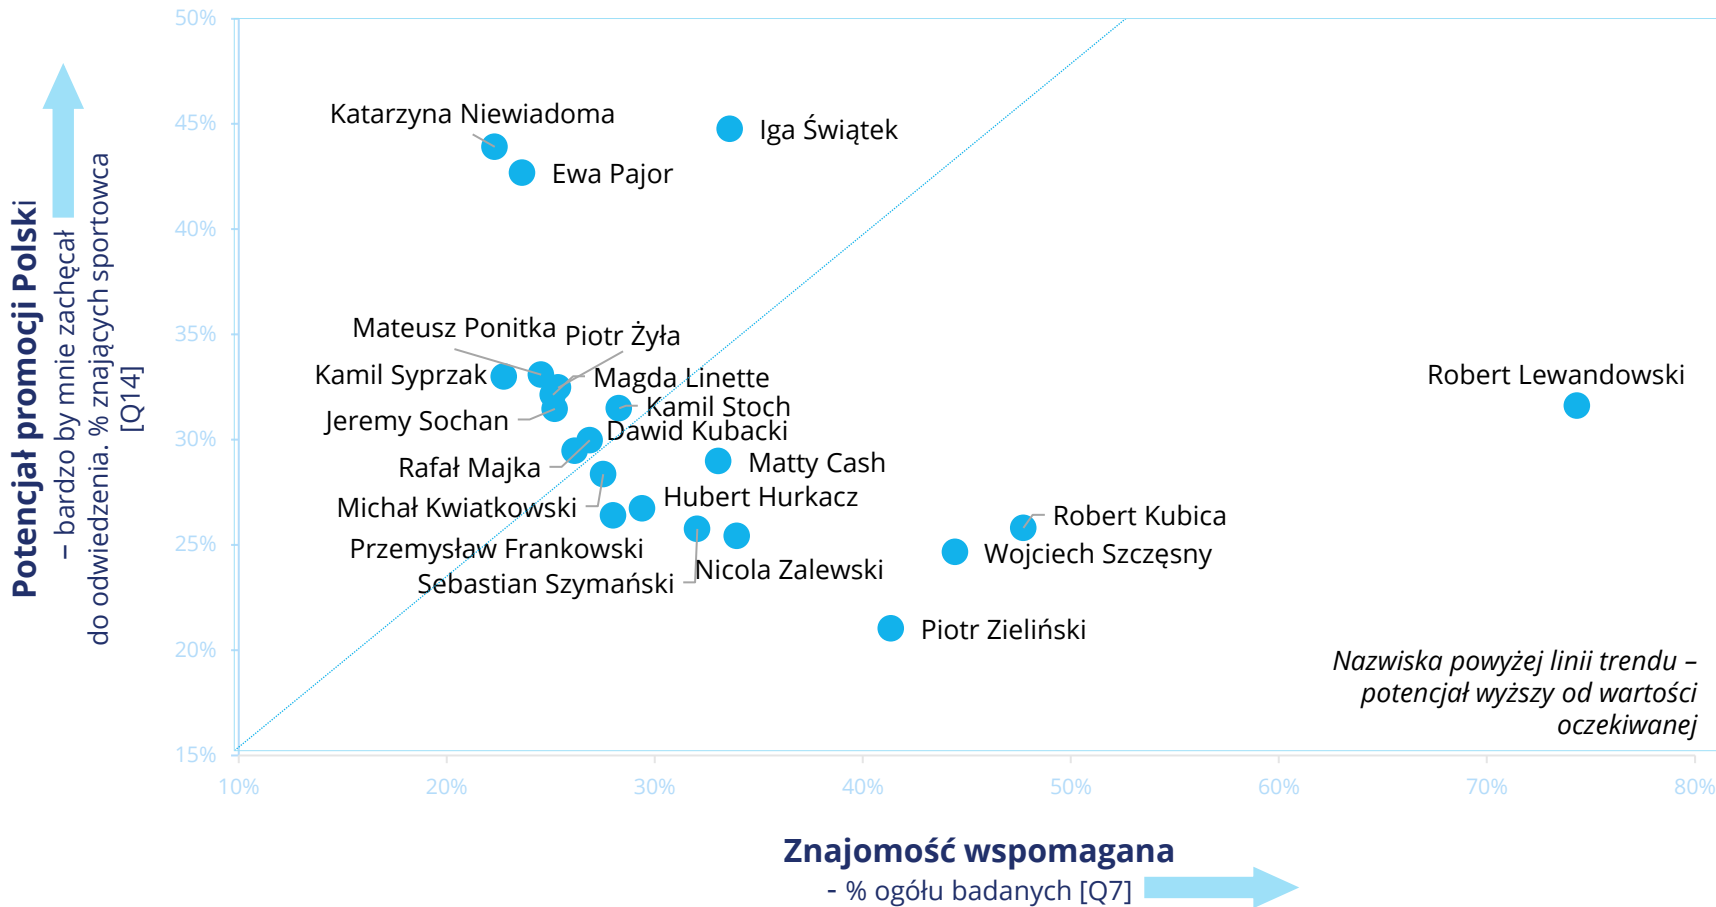 Potencjał promocji Polski
– bardzo by mnie zachęcał
do odwiedzenia. % znających sportowca
[Q14]
50%
45%
40%
35%
30%
25%
20%
15%
Katarzyna Niewiadoma
Iga Świątek
Ewa Pajor
Mateusz Ponitka
Piotr Żyła
Kamil Syprzak
Magda Linette
Robert Lewandowski
Jeremy Sochan
Kamil Stoch
Dawid Kubacki
Rafał Majka
Matty Cash
Michał Kwiatkowski
Hubert Hurkacz
Robert Kubica
Przemysław Frankowski
Wojciech Szczęsny
Sebastian Szymański
Nicola Zalewski
Piotr Zieliński
Nazwiska powyżej linii trendu –
potencjał wyższy od wartości
oczekiwanej
10%
20%
30%
40%
50%
60%
70%
80%
Znajomość wspomagana
- % ogółu badanych [Q7]